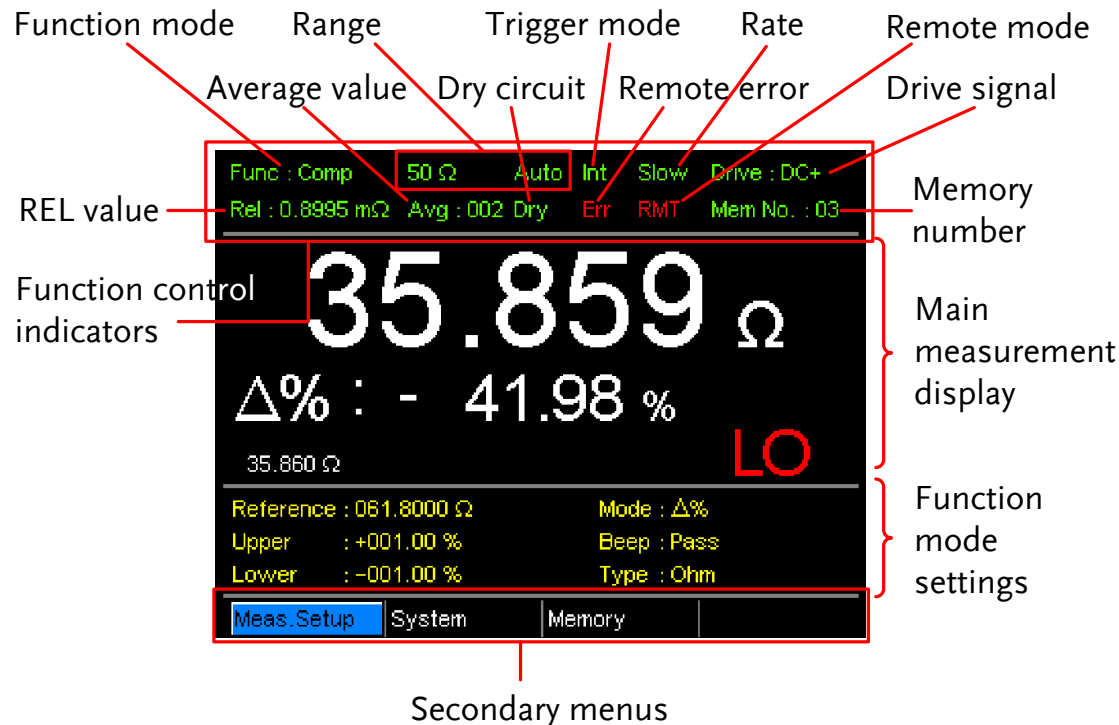 Function mode
Range
Trigger mode
Rate
Remote mode
Average value
Dry circuit
Remote error
Drive signal
Func : Comp
50 Ω
Auto
Int
Slow
Drive : DC+
REL value
Rel : 0.8995 mΩ
Avg : 002
Dry
Err
RMT
Mem No. : 03
Memory
number
Function control
indicators
35.859 Ω
Δ% : - 41.98 %
LO
35.860 Ω
Main
measurement
display
Reference : 061.8000 Ω
Mode : Δ%
Upper : +001.00 %
Beep : Pass
Lower : -001.00 %
Type : Ohm
Function
mode
settings
Meas.Setup
System
Memory
Secondary menus